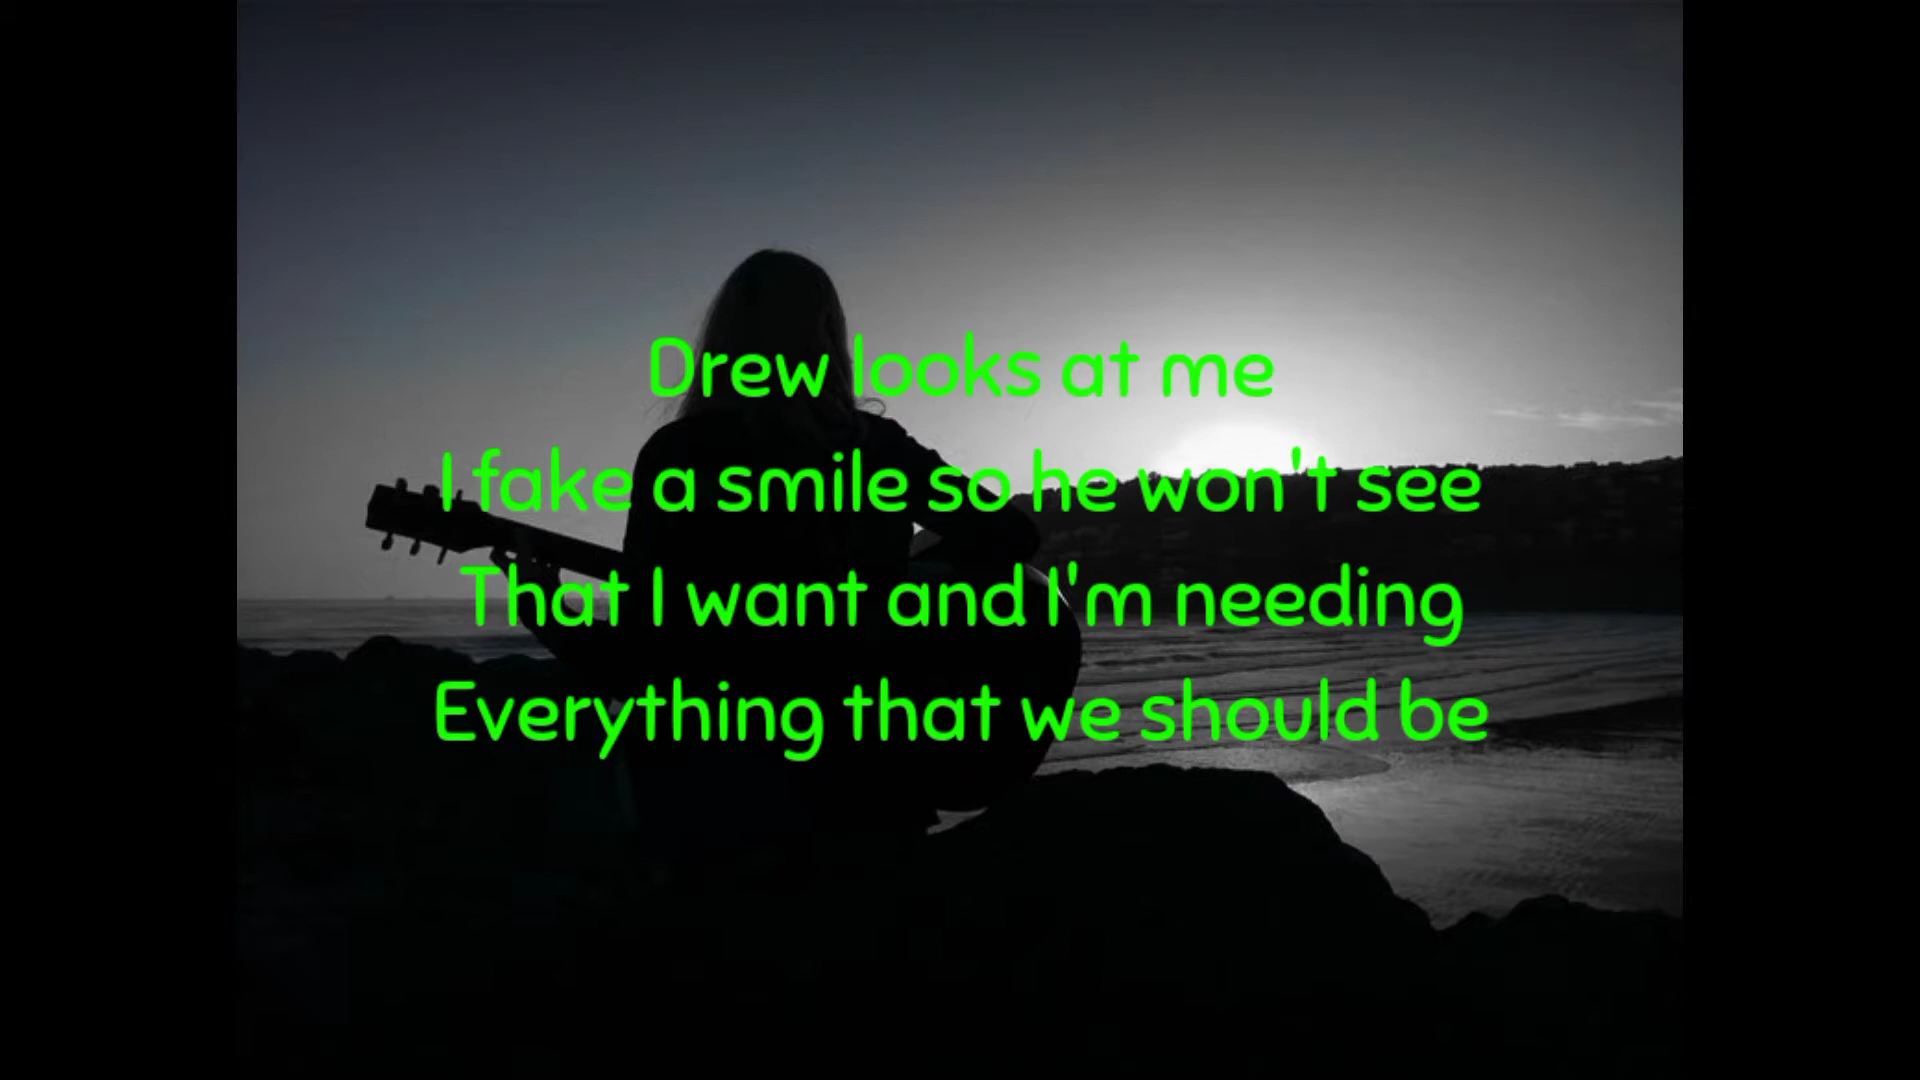 Drew looks at me
I fake a smile so he won't see
That I want and I'm needing
Everything that we should be